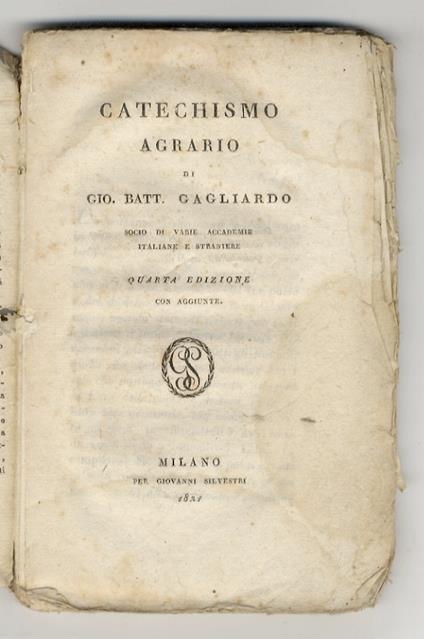 CATECHISMO
AGRARIO
DI
GIO. BATT. GAGLIARDO
SOCIO DI VARIE ACCADEMIE
ITALIANE E STRANIERE
QUARTA EDIZIONE
CON AGGIUNTE.
GS
MILANO
PER GIOVANNI SILVESTRI
1821